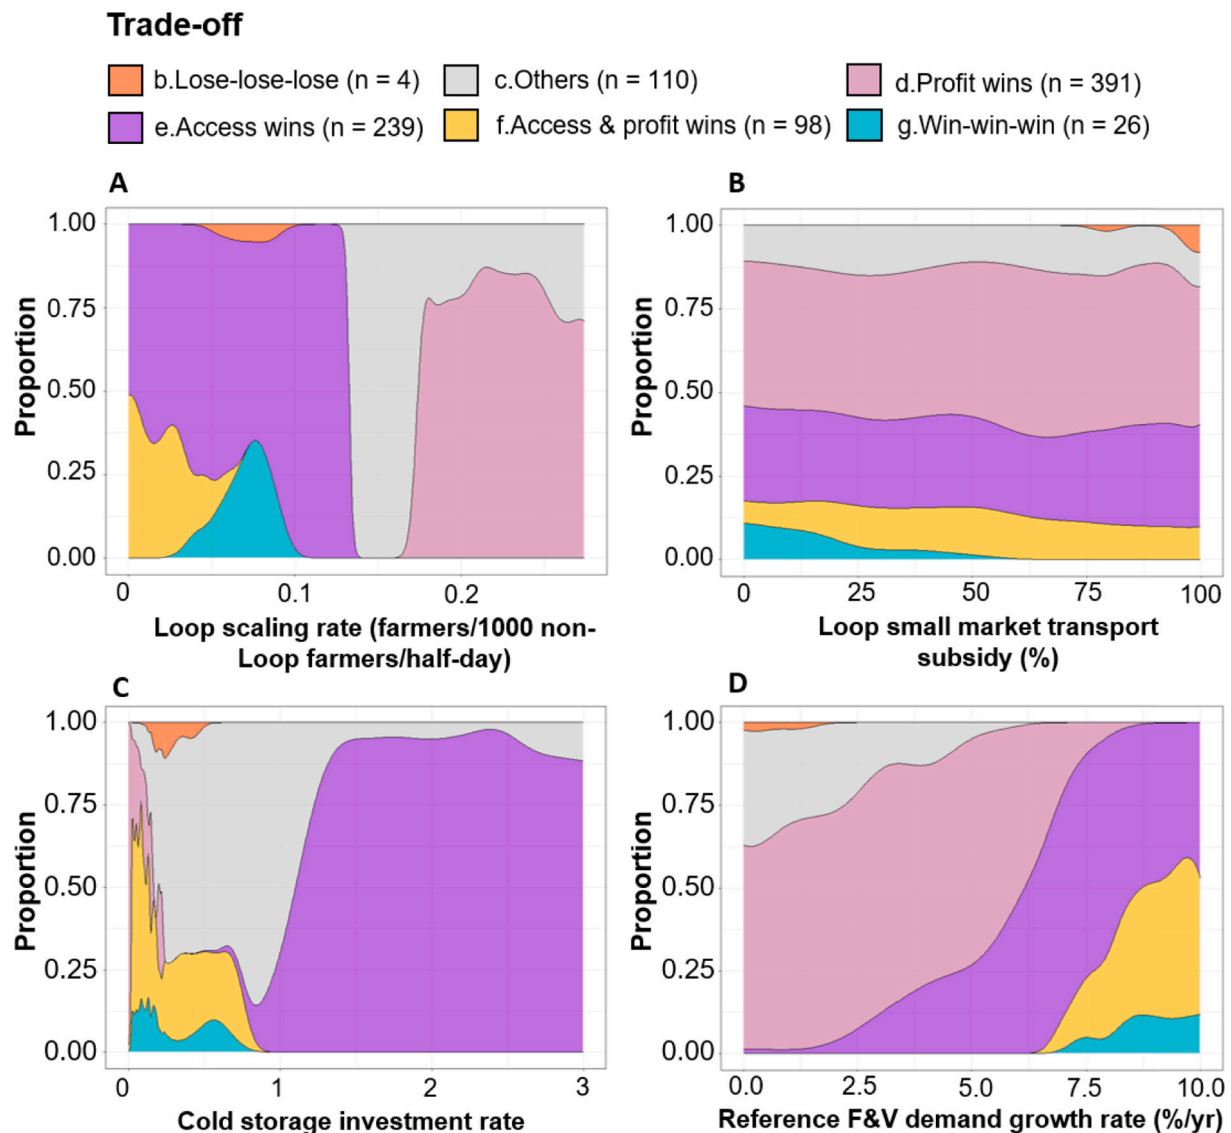 Trade-off
b.Lose-lose-lose (n = 4) c.Others (n = 110) d.Profit wins (n = 391)
e.Access wins (n = 239) f.Access & profit wins (n = 98) g.Win-win-win (n = 26)
A
1.00
0.75
0.50
0.25
0.00
Proportion
0 0.1 0.2
Loop scaling rate (farmers/1000 non-
Loop farmers/half-day)
B
1.00
0.75
0.50
0.25
0.00
Proportion
0 25 50 75 100
Loop small market transport
subsidy (%)
C
1.00
0.75
0.50
0.25
0.00
Proportion
0 1 2 3
Cold storage investment rate
D
1.00
0.75
0.50
0.25
0.00
Proportion
0.0 2.5 5.0 7.5 10.0
Reference F&V demand growth rate (%/yr)